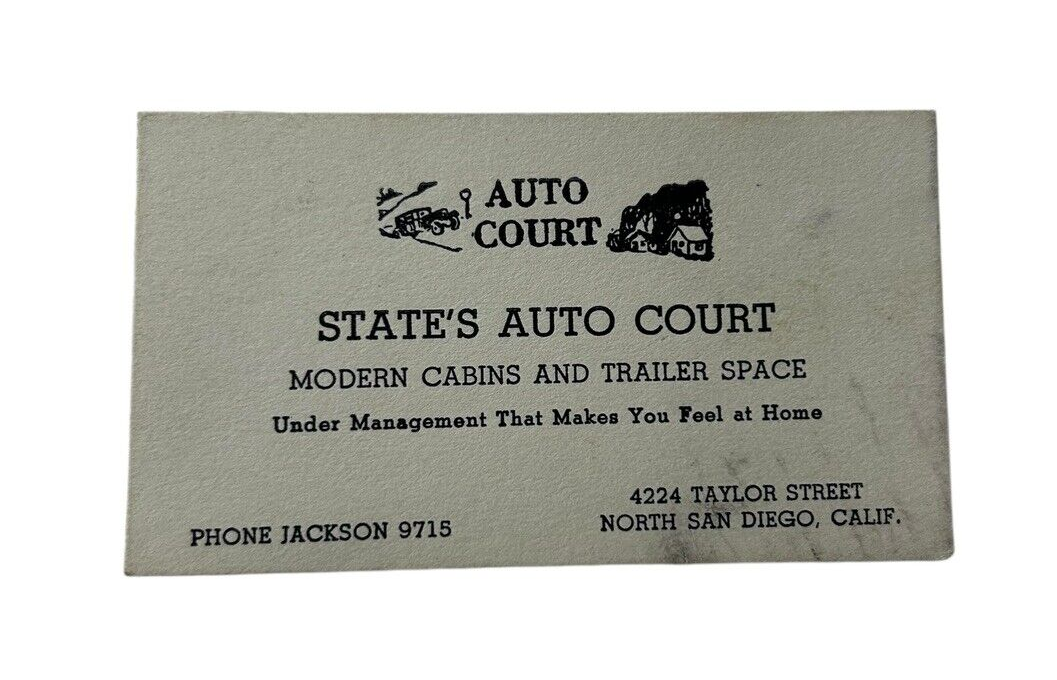 AUTO
COURT
STATE'S AUTO COURT
MODERN CABINS AND TRAILER SPACE
Under Management That Makes You Feel at Home
PHONE JACKSON 9715
4224 TAYLOR STREET
NORTH SAN DIEGO, CALIF.